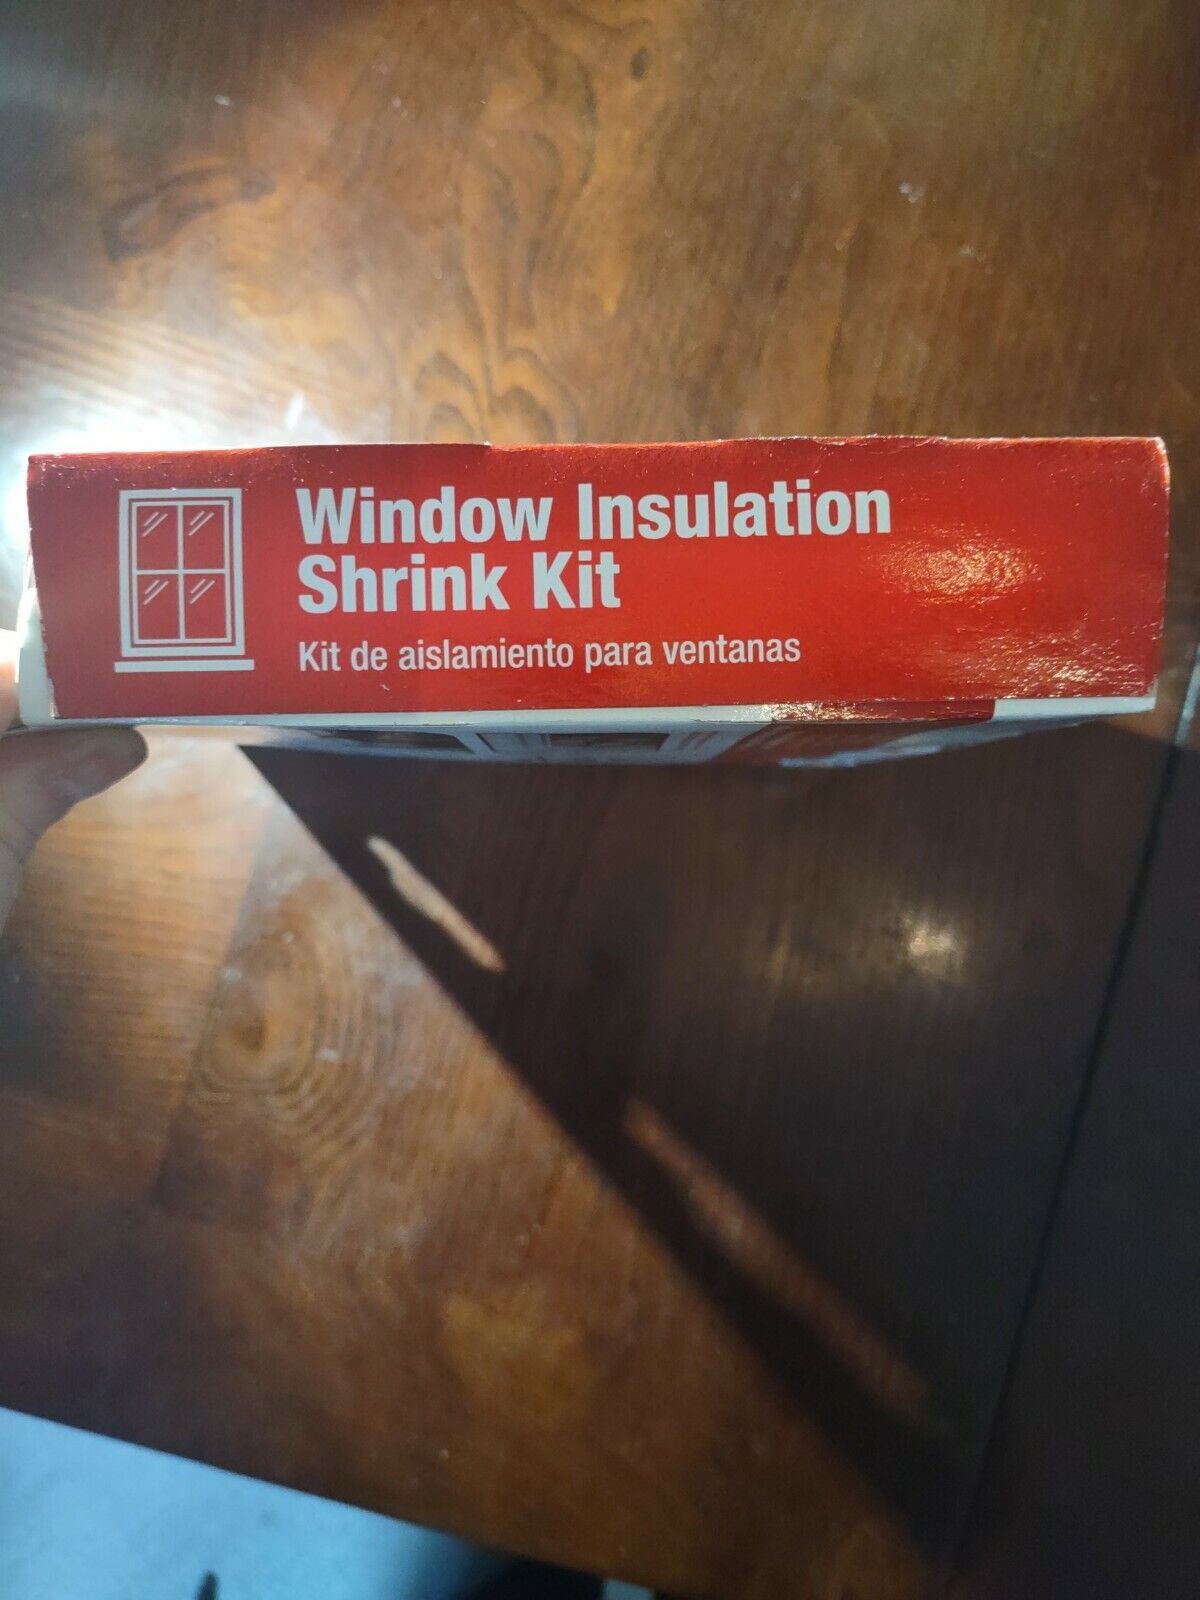 Window Insulation
Shrink Kit
Kit de aislamiento para ventanas